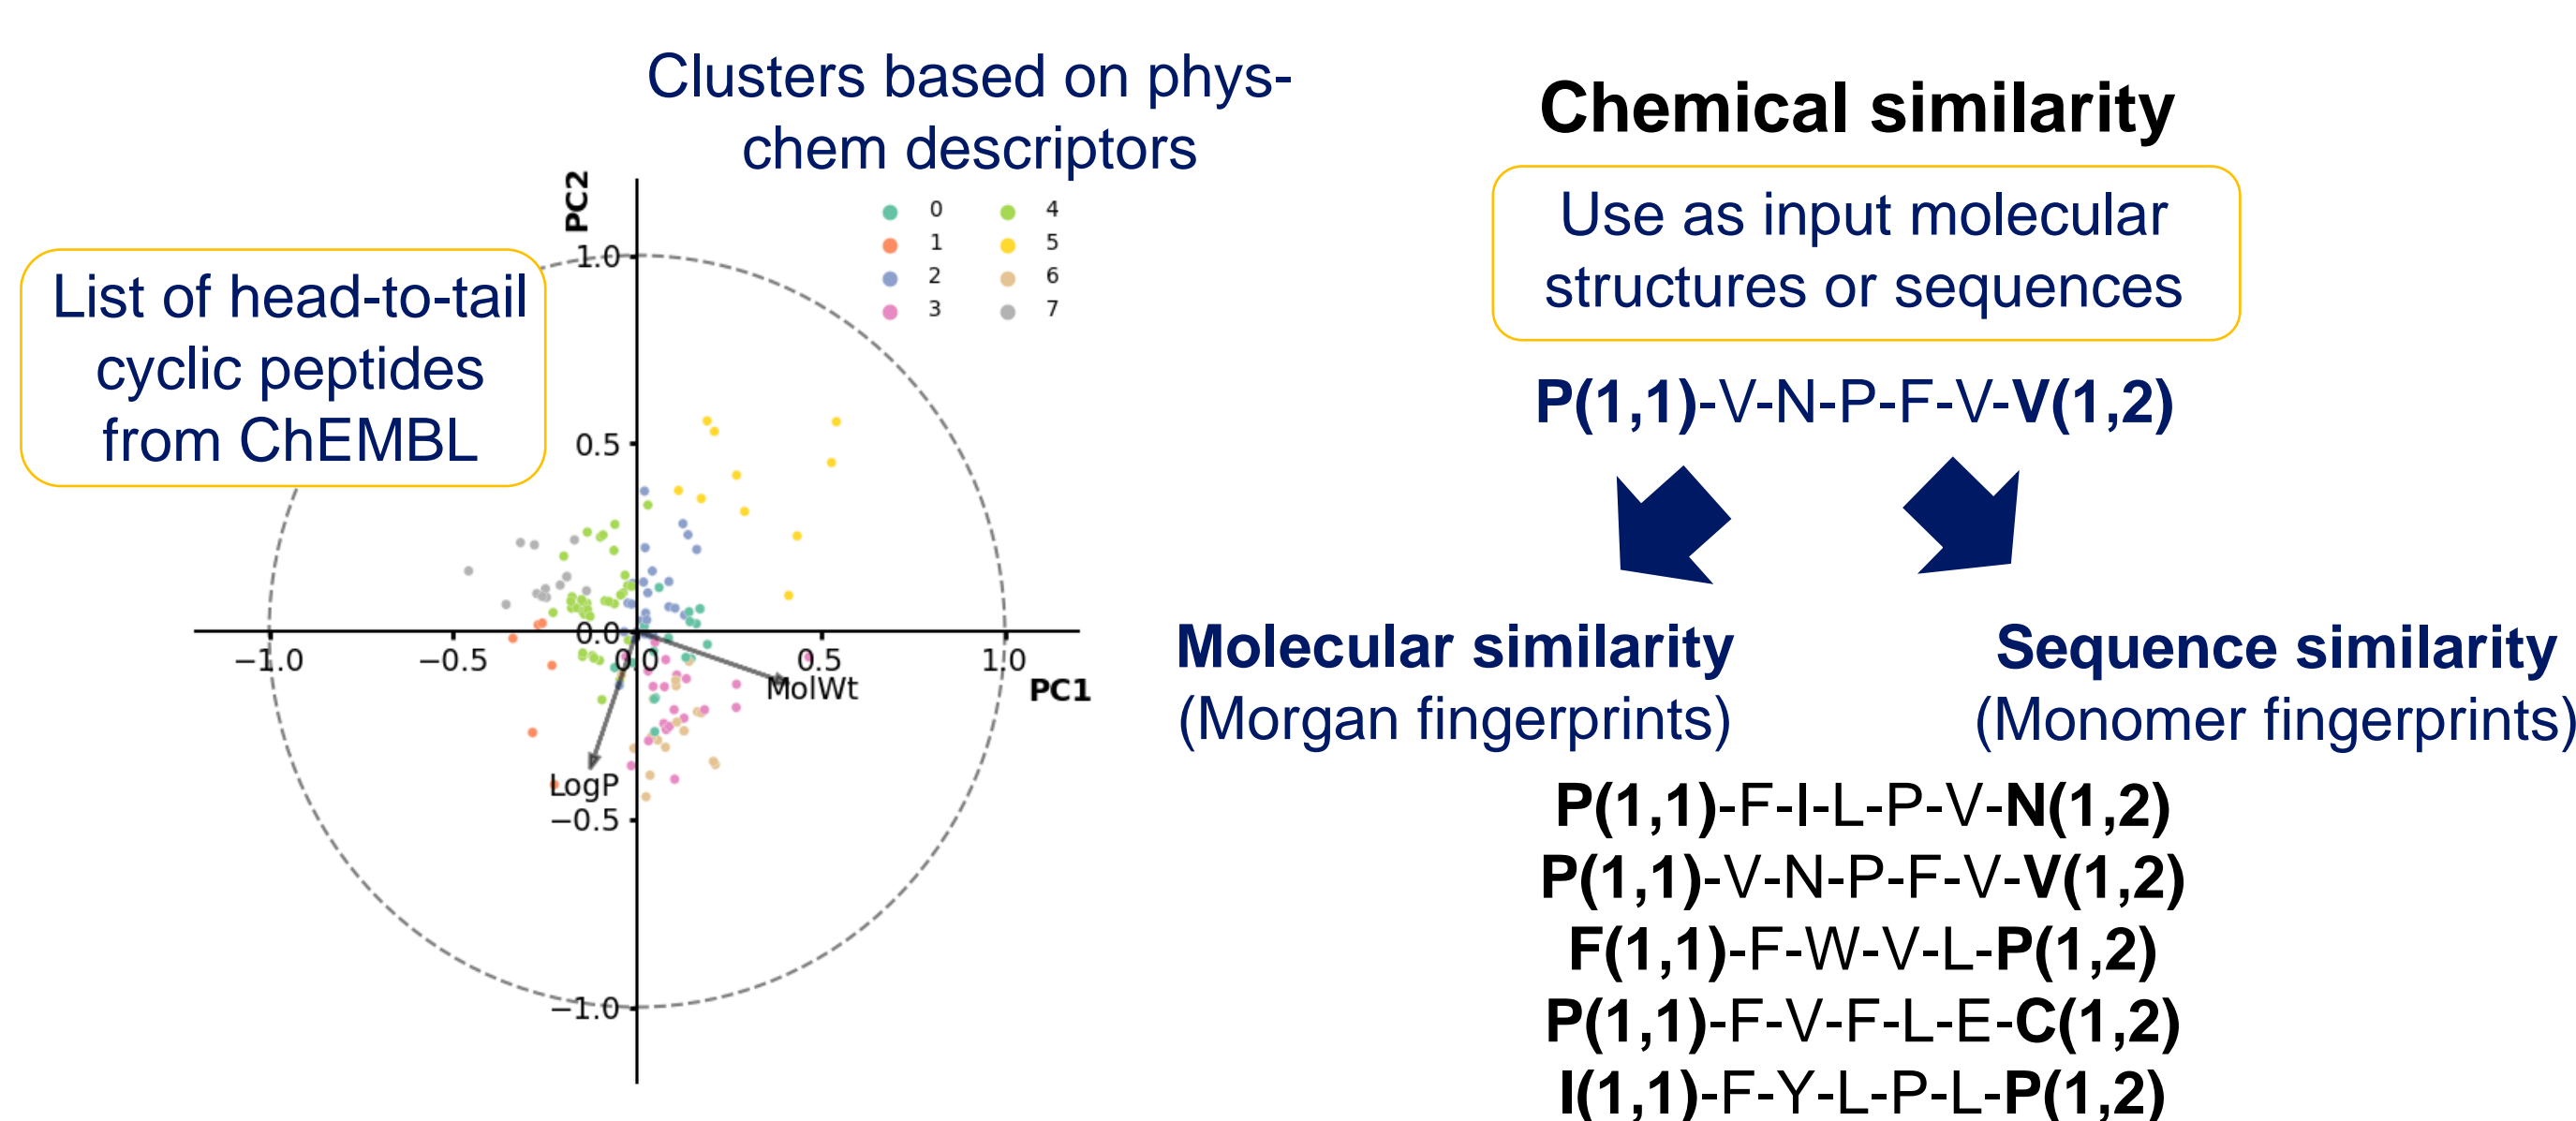 Clusters based on phys-
chem descriptors
PC2
0 4
1 5
2 6
3 7
List of head-to-tail
cyclic peptides
from ChEMBL
1.0
0.5
0.0
−1.0 −0.5 0.0 0.5 1.0
PC1
MolWt
LogP
−0.5
−1.0
Chemical similarity
Use as input molecular
structures or sequences
P(1,1)-V-N-P-F-V-V(1,2)
Molecular similarity
(Morgan fingerprints)
Sequence similarity
(Monomer fingerprints)
P(1,1)-F-I-L-P-V-N(1,2)
P(1,1)-V-N-P-F-V-V(1,2)
F(1,1)-F-W-V-L-P(1,2)
P(1,1)-F-V-F-L-E-C(1,2)
I(1,1)-F-Y-L-P-L-P(1,2)